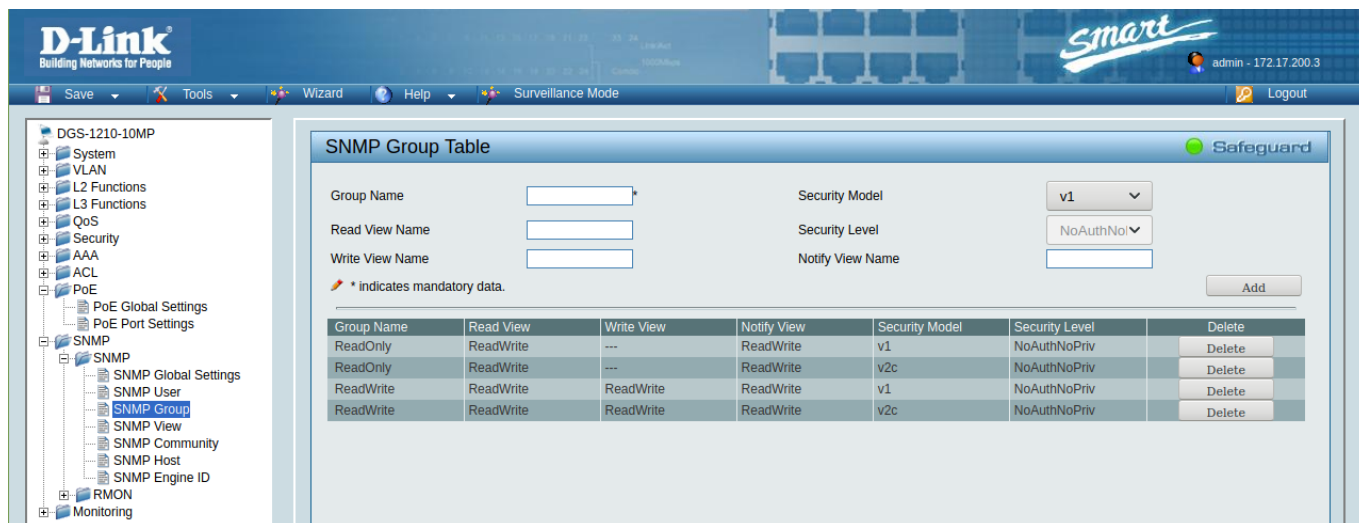 D-Link
Building Networks for People
smart
admin - 172.17.200.3
Save Tools Wizard Help Surveillance Mode Logout
DGS-1210-10MP
System
VLAN
L2 Functions
L3 Functions
QoS
Security
AAA
ACL
PoE
PoE Global Settings
PoE Port Settings
SNMP
SNMP
SNMP Global Settings
SNMP User
SNMP Group
SNMP View
SNMP Community
SNMP Host
SNMP Engine ID
RMON
Monitoring
SNMP Group Table Safeguard
Group Name * Security Model v1
Read View Name Security Level NoAuthNo
Write View Name Notify View Name
* indicates mandatory data. Add
Group Name Read View Write View Notify View Security Model Security Level Delete
ReadOnly ReadWrite --- ReadWrite v1 NoAuthNoPriv Delete
ReadOnly ReadWrite --- ReadWrite v2c NoAuthNoPriv Delete
ReadWrite ReadWrite ReadWrite ReadWrite v1 NoAuthNoPriv Delete
ReadWrite ReadWrite ReadWrite ReadWrite v2c NoAuthNoPriv Delete